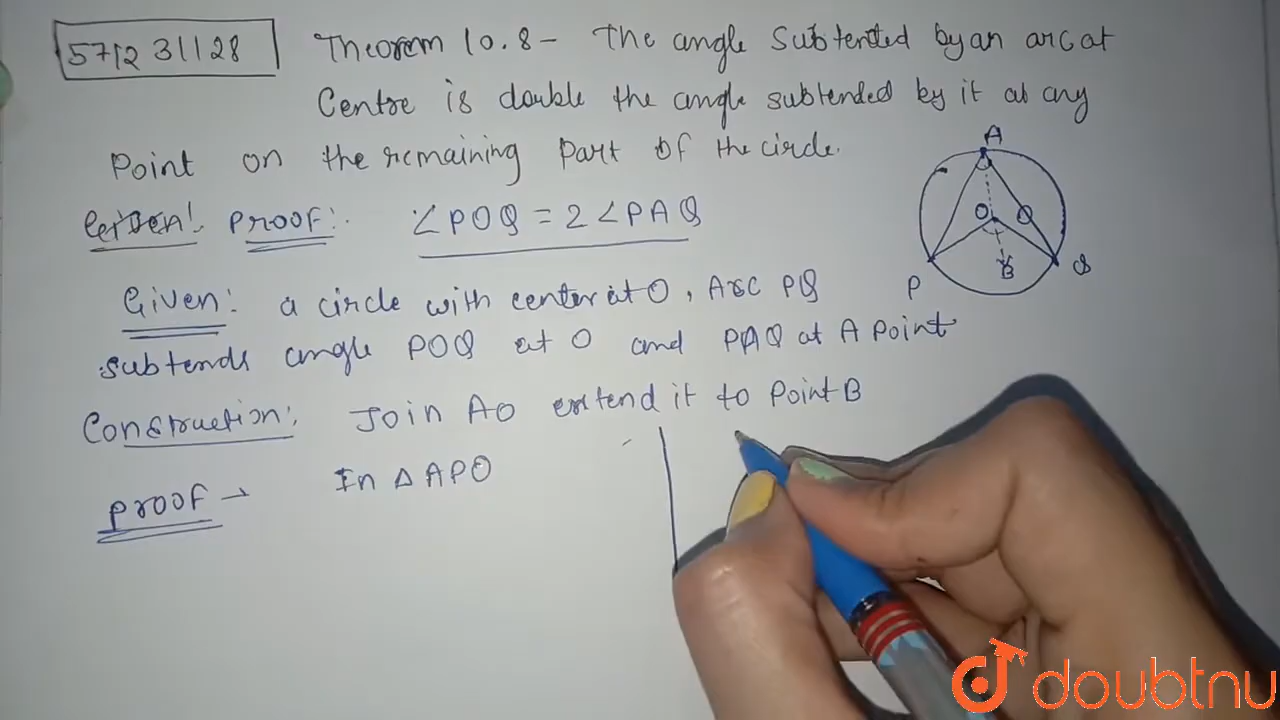 571231128
Theorem 10.8 - The angle Subtended by an arc at
Centre is double the angle subtended by it at any
Point on the remaining Part of the circle.
PROOF:. ∠POQ = 2∠PAQ
Given: a circle with center at O, Arc PQ
subtends angle POQ at O and PAQ at A Point
Construction: Join AO extend it to Point B
PROOF → In △APO
A
O
B
P
Q
doubtnut